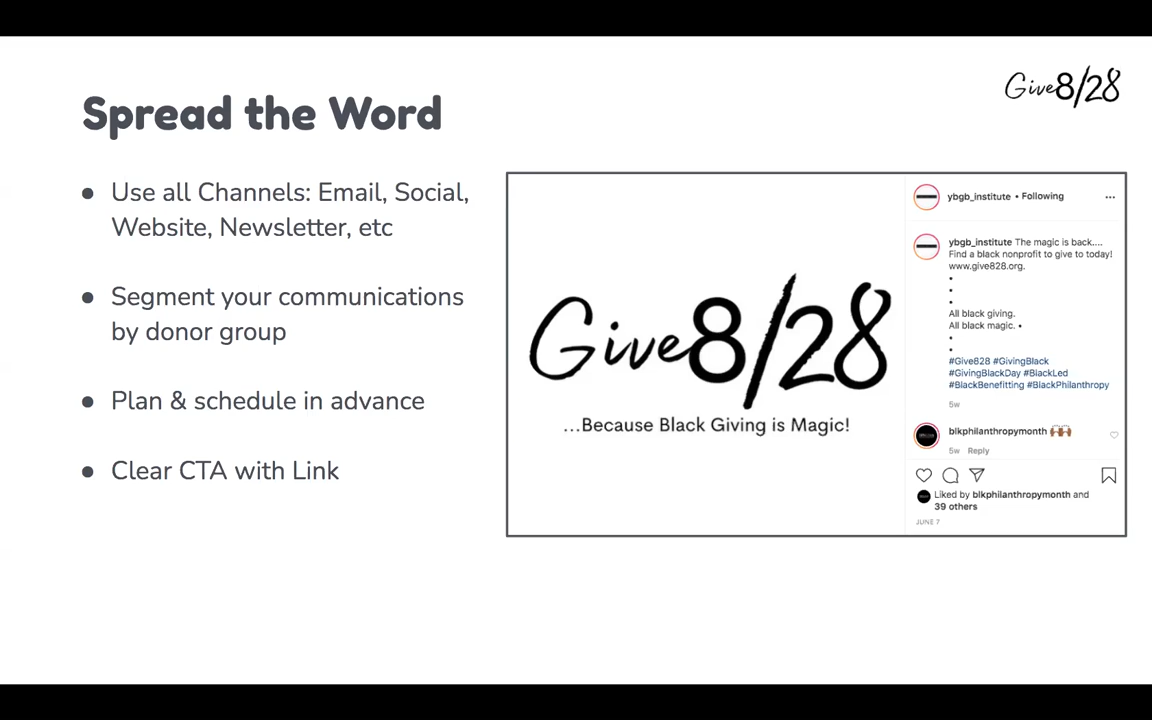 Give8/28
Spread the Word
● Use all Channels: Email, Social,
Website, Newsletter, etc
● Segment your communications
by donor group
● Plan & schedule in advance
● Clear CTA with Link
Give8/28
...Because Black Giving is Magic!
ybgb_institute • Following
ybgb_institute The magic is back....
Find a black nonprofit to give to today!
www.give828.org.
•
•
•
All black giving.
All black magic. •
•
•
#Give828 #GivingBlack
#GivingBlackDay #BlackLed
#BlackBenefitting #BlackPhilanthropy
5w
blkphilanthropymonth 🙌🏾
5w Reply
Liked by blkphilanthropymonth and
39 others
JUNE 7